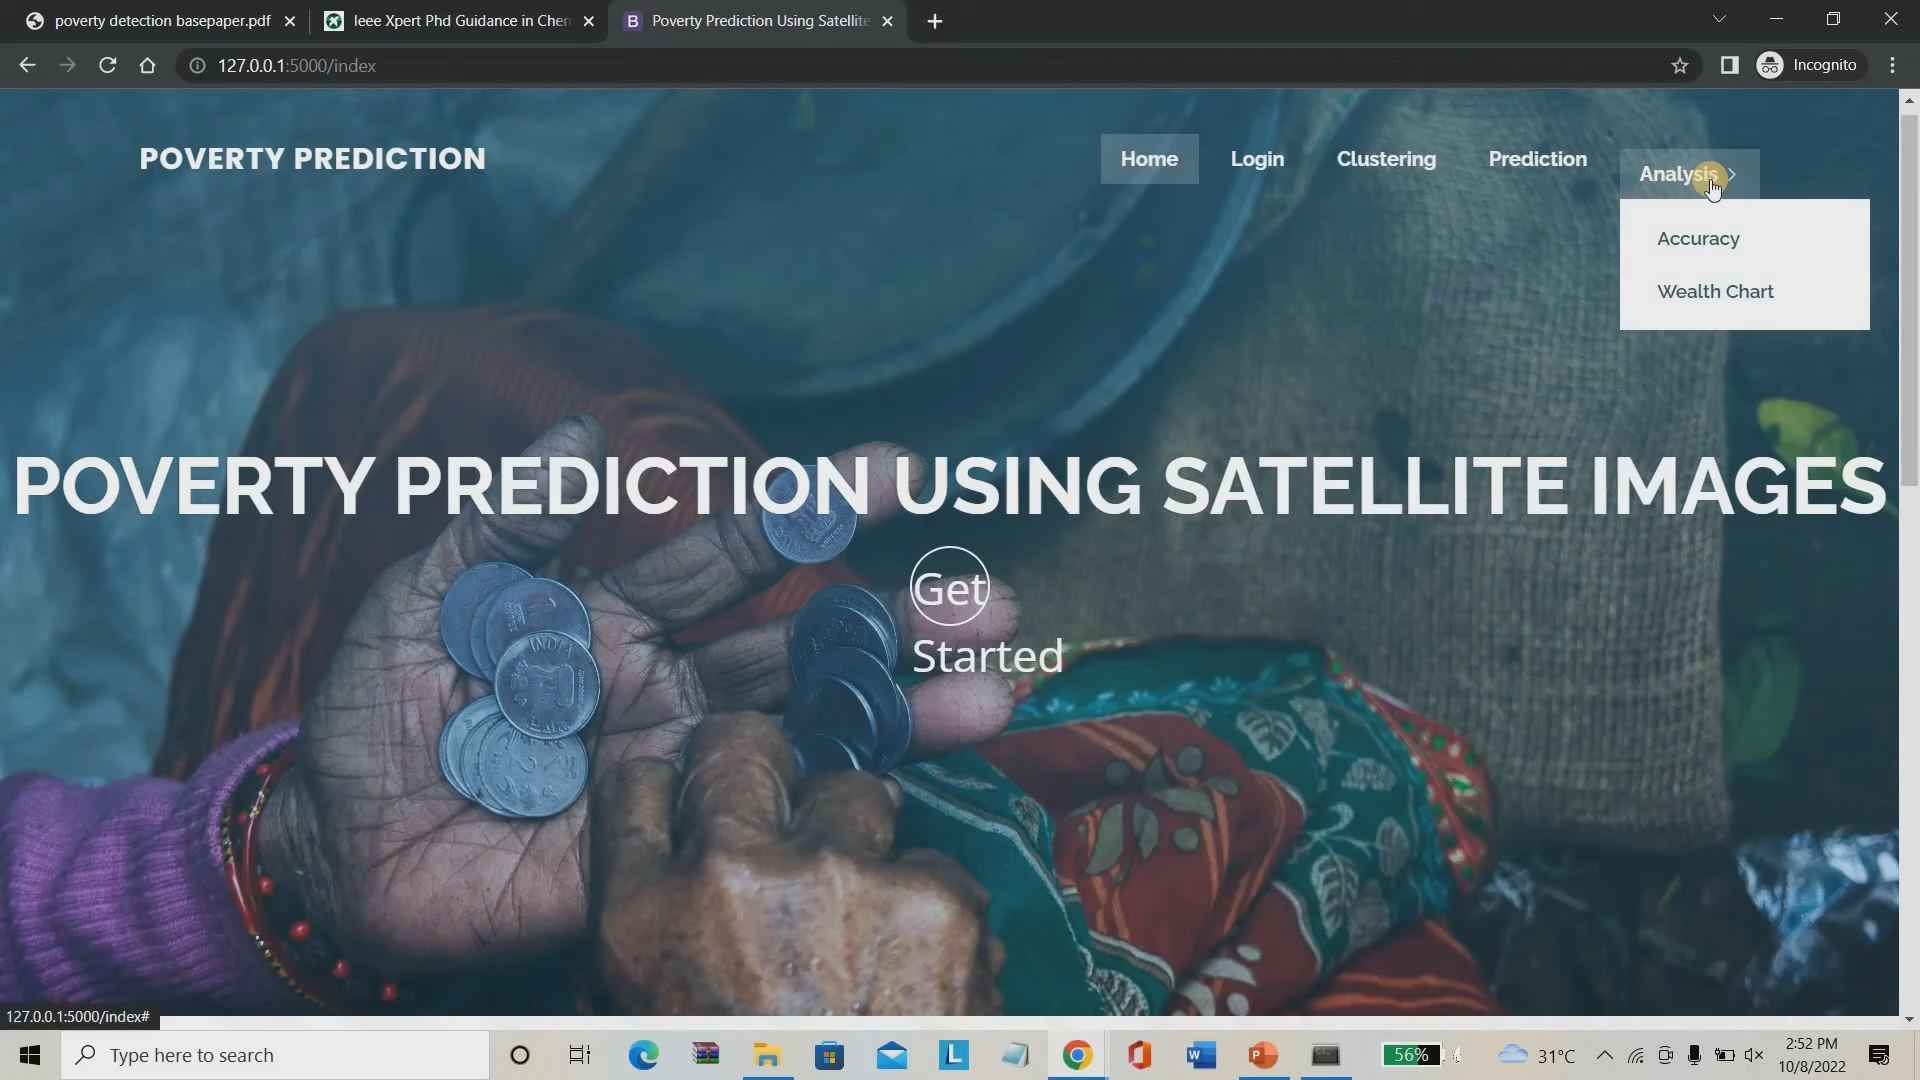 poverty detection basepaper.pdf
Ieee Xpert Phd Guidance in Chen
Poverty Prediction Using Satellite
127.0.0.1:5000/index
Incognito
POVERTY PREDICTION
Home
Login
Clustering
Prediction
Analysis
Accuracy
Wealth Chart
POVERTY PREDICTION USING SATELLITE IMAGES
Get
Started
INDIA
127.0.0.1:5000/index#
Type here to search
56%
31°C
2:52 PM
10/8/2022